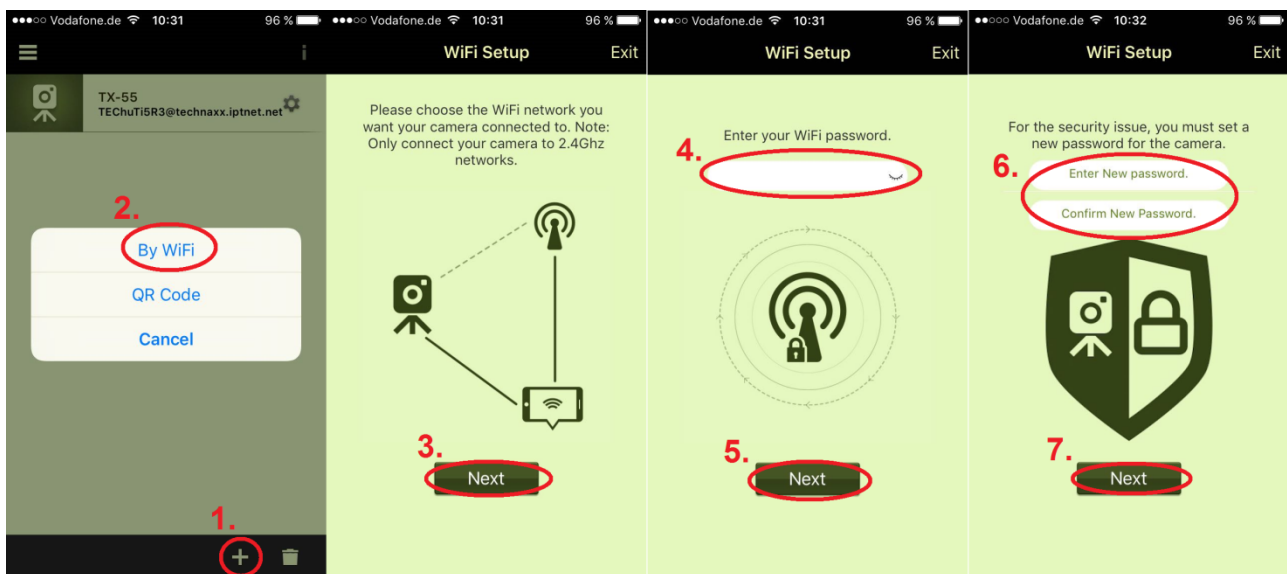 Vodafone.de 10:31 96 %
i
TX-55
TEChuTi5R3@technaxx.iptnet.net
2.
By WiFi
QR Code
Cancel
1.
+
Vodafone.de 10:31 96 %
WiFi Setup Exit
Please choose the WiFi network you
want your camera connected to. Note:
Only connect your camera to 2.4Ghz
networks.
3.
Next
Vodafone.de 10:31 96 %
WiFi Setup Exit
Enter your WiFi password.
4.
5.
Next
Vodafone.de 10:32 96 %
WiFi Setup Exit
For the security issue, you must set a
new password for the camera.
6.
Enter New password.
Confirm New Password.
7.
Next